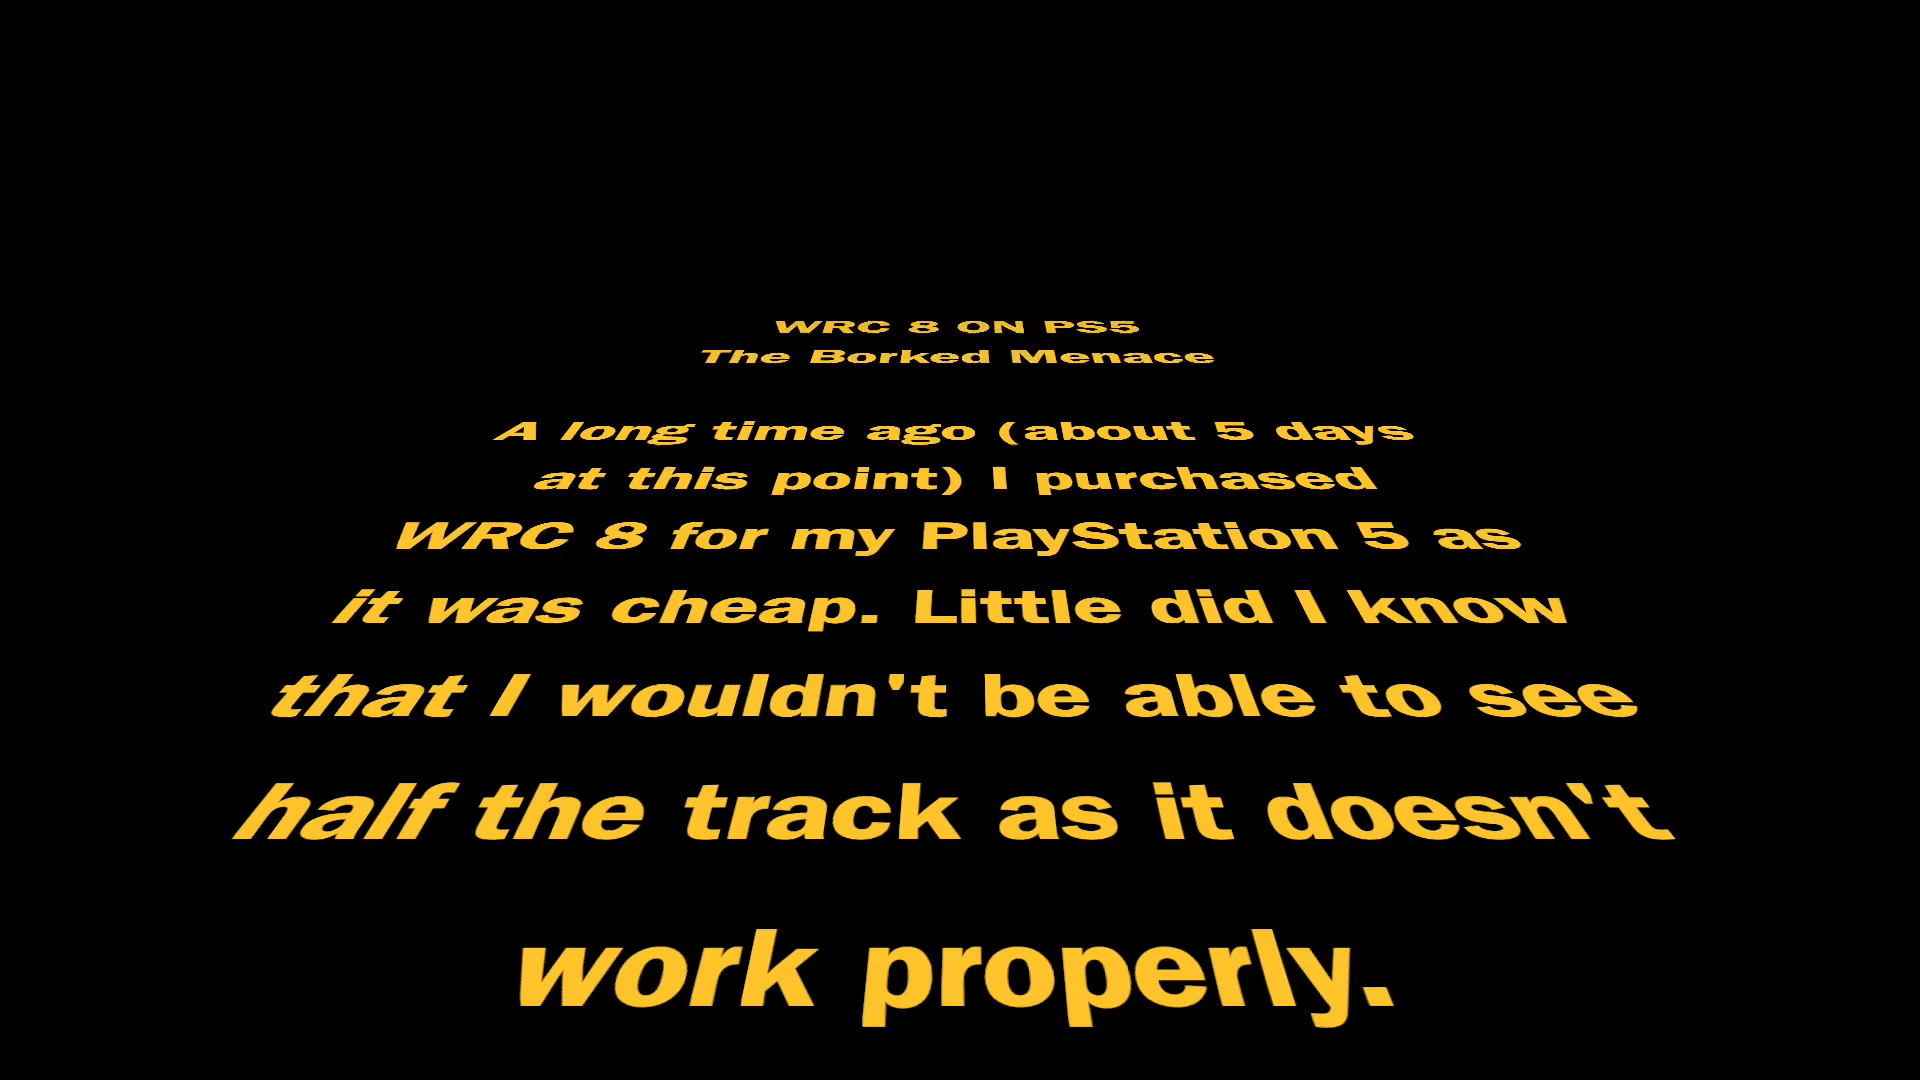 WRC 8 ON PS5
The Borked Menace
A long time ago (about 5 days
at this point) I purchased
WRC 8 for my PlayStation 5 as
it was cheap. Little did I know
that I wouldn't be able to see
half the track as it doesn't
work properly.